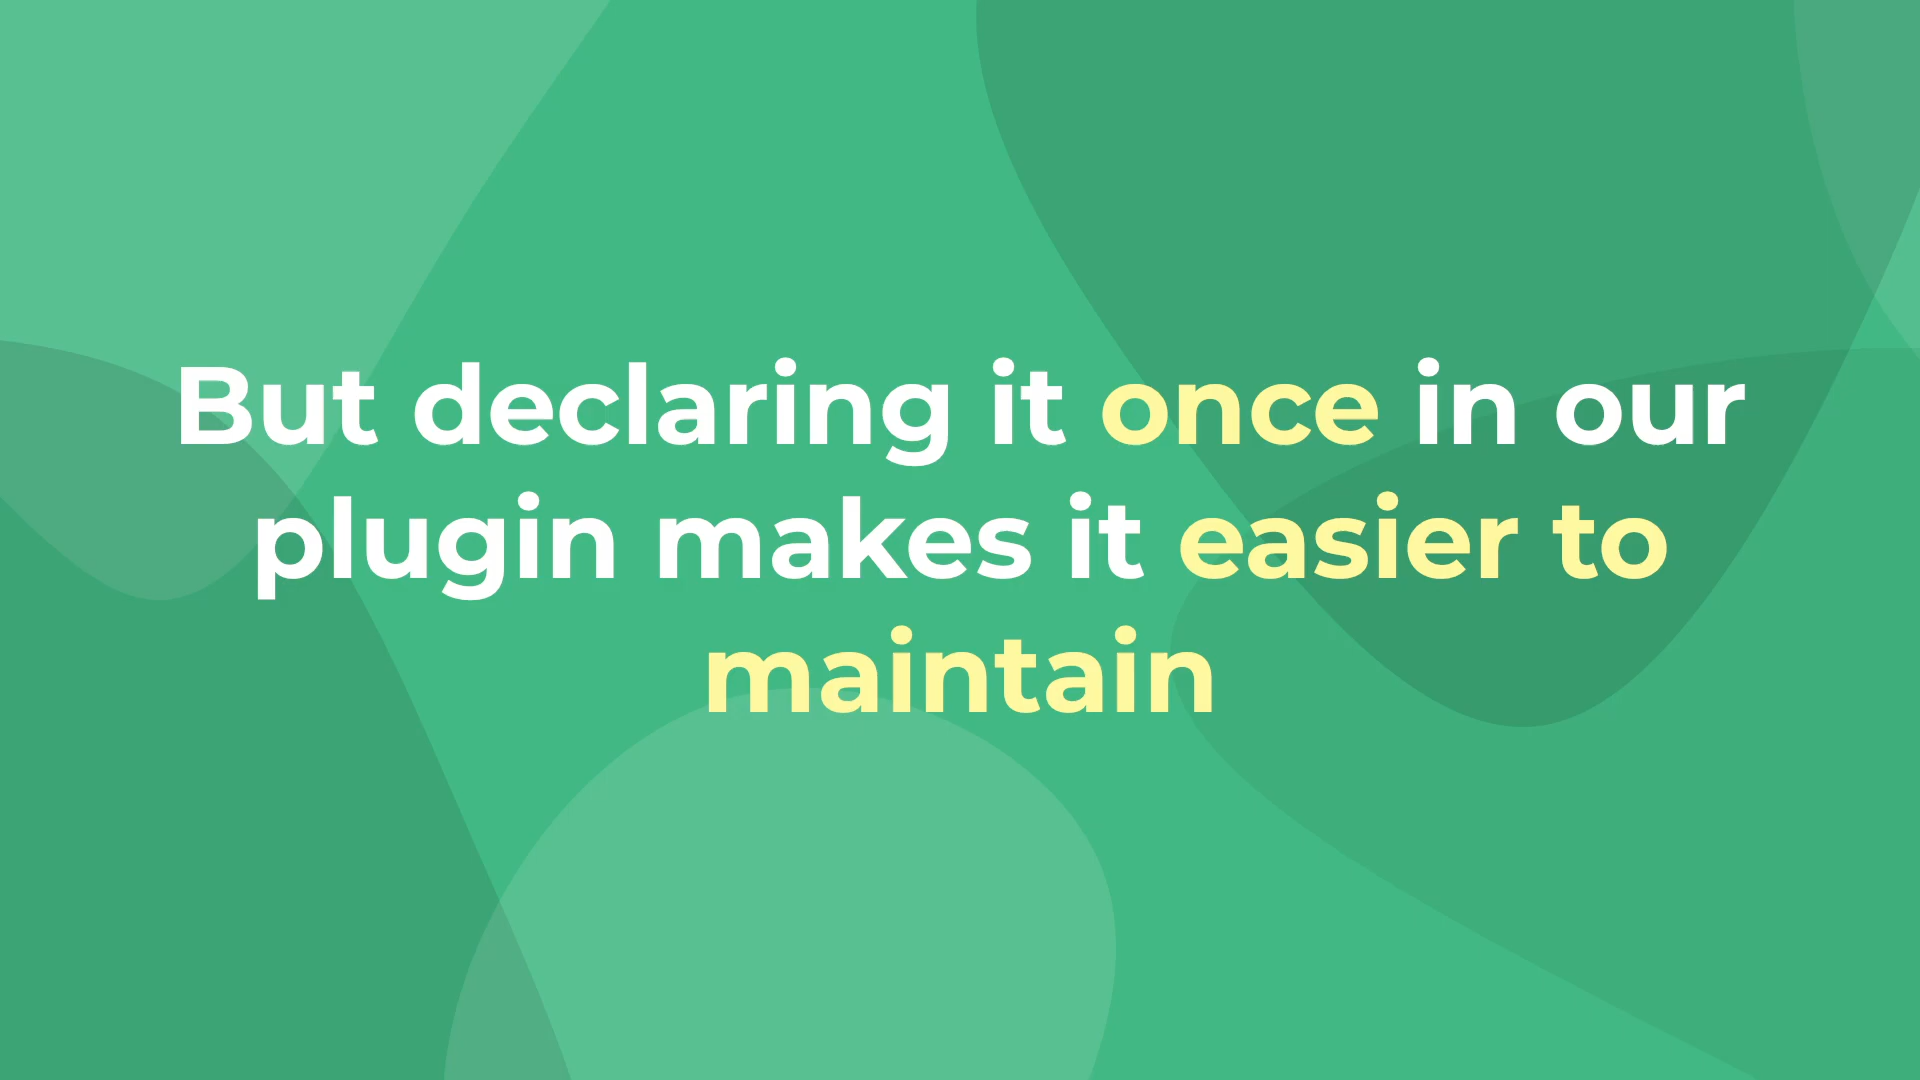 But declaring it once in our
plugin makes it easier to
maintain